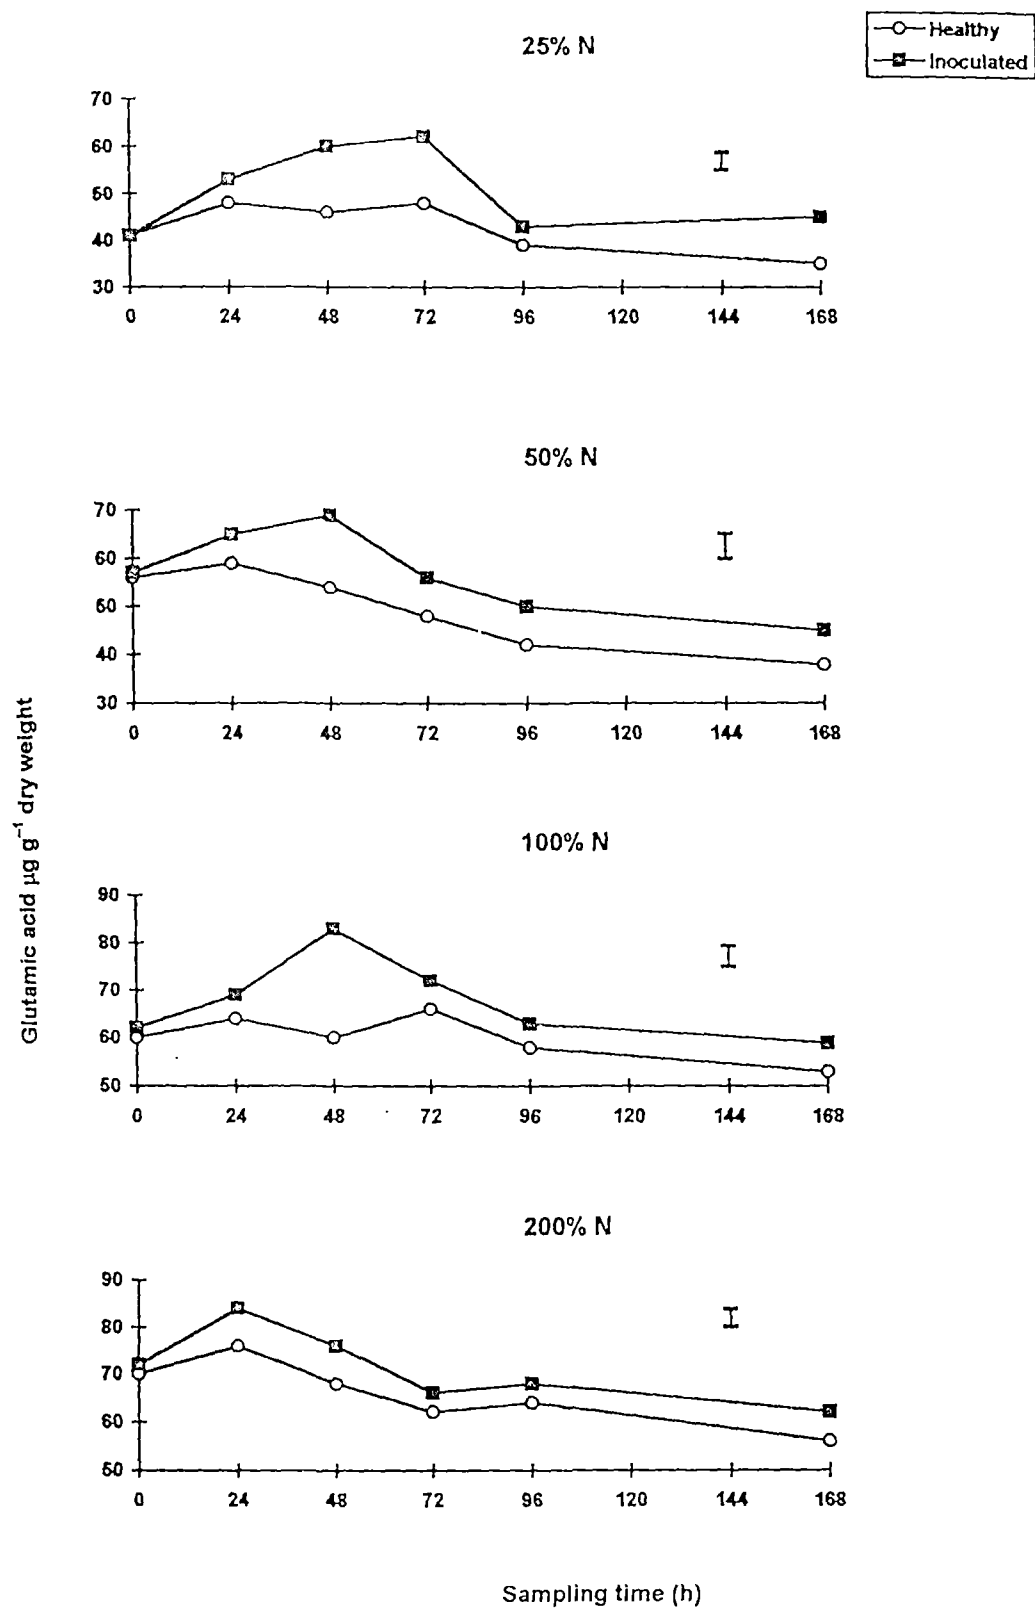 Healthy
Inoculated
25% N
70
60
50
40
30
0 24 48 72 96 120 144 168
50% N
70
60
50
40
30
0 24 48 72 96 120 144 168
100% N
90
80
70
60
50
0 24 48 72 96 120 144 168
200% N
90
80
70
60
50
0 24 48 72 96 120 144 168
Glutamic acid µg g⁻¹ dry weight
Sampling time (h)